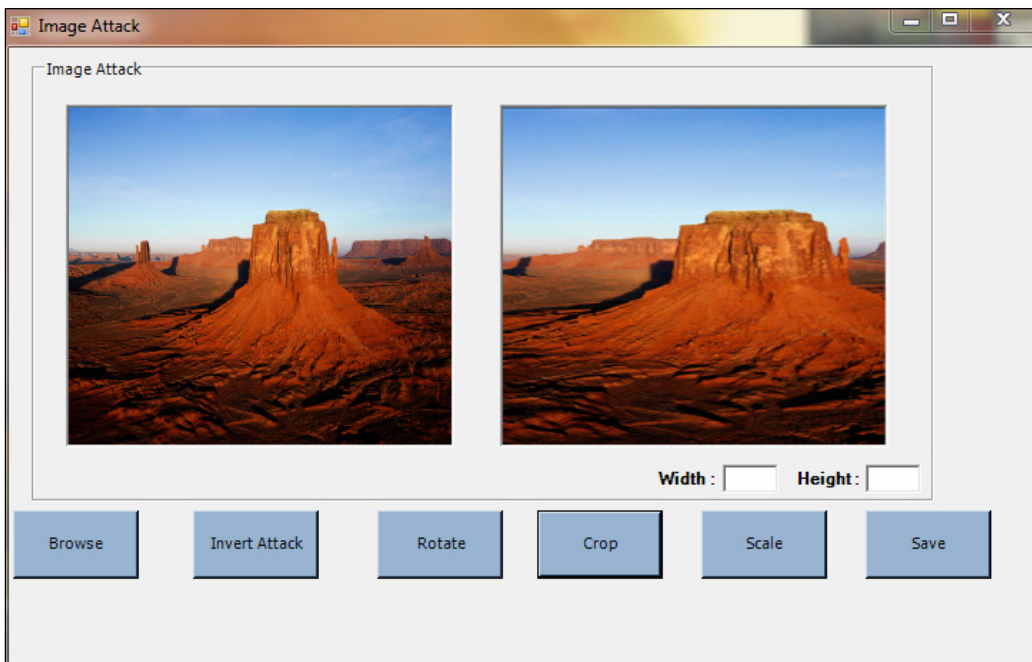 Image Attack
Image Attack
Width : Height :
Browse Invert Attack Rotate Crop Scale Save